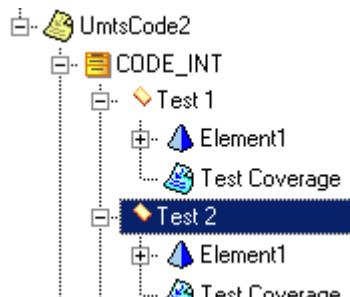 UmtsCode2
CODE_INT
Test 1
Element1
Test Coverage
Test 2
Element1
Test Coverage